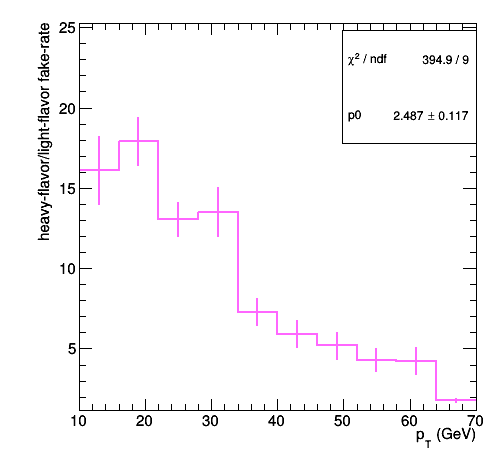 heavy-flavor/light-flavor fake-rate
χ² / ndf 394.9 / 9
p0 2.487 ± 0.117
25
20
15
10
5
10 20 30 40 50 60 70
p_T (GeV)